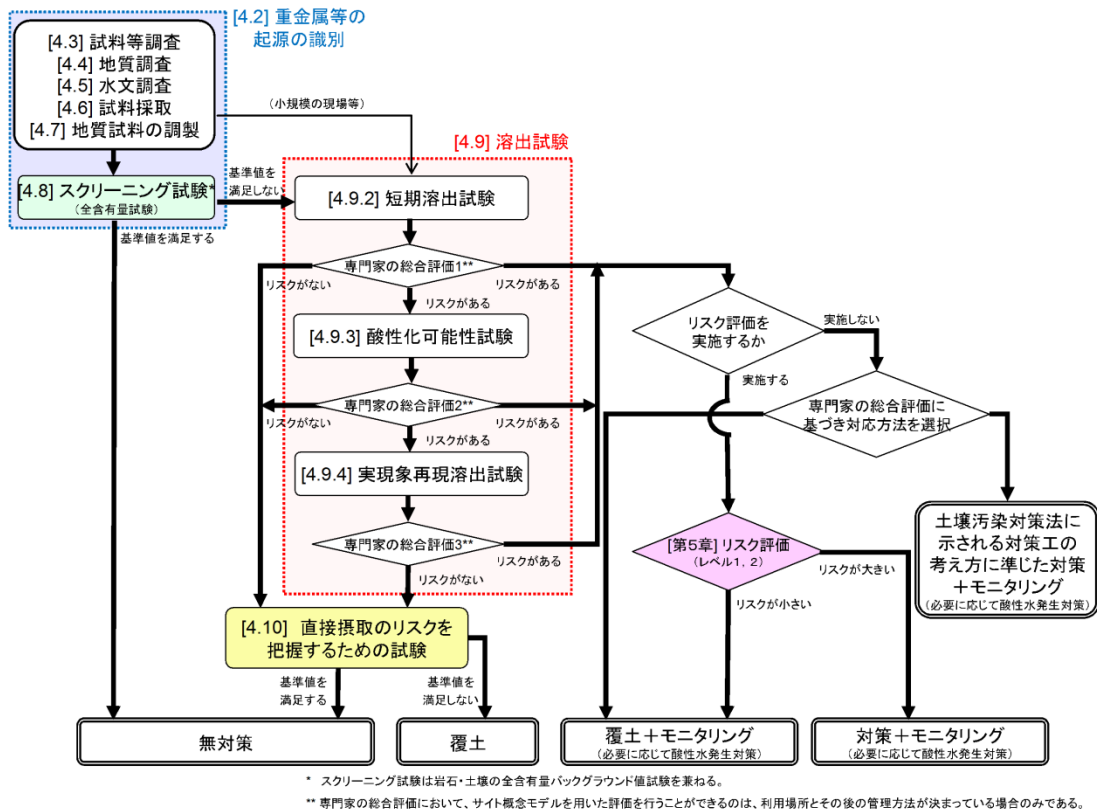 [4.2] 重金属等の
起源の識別
[4.3] 試料等調査
[4.4] 地質調査
[4.5] 水文調査
[4.6] 試料採取
[4.7] 地質試料の調製
(小規模の現場等)
[4.9] 溶出試験
[4.8] スクリーニング試験*
(全含有量試験)
基準値を
満足しない
基準値を満足する
[4.9.2] 短期溶出試験
専門家の総合評価1**
リスクがない
リスクがある
リスクがある
[4.9.3] 酸性化可能性試験
専門家の総合評価2**
リスクがない
リスクがある
リスクがある
[4.9.4] 実現象再現溶出試験
専門家の総合評価3**
リスクがある
リスクがない
リスク評価を
実施するか
実施しない
実施する
専門家の総合評価に
基づき対応方法を選択
[第5章] リスク評価
(レベル1, 2)
リスクが大きい
リスクが小さい
土壌汚染対策法に
示される対策工の
考え方に準じた対策
+モニタリング
(必要に応じて酸性水発生対策)
[4.10] 直接摂取のリスクを
把握するための試験
基準値を
満足する
基準値を
満足しない
無対策
覆土
覆土+モニタリング
(必要に応じて酸性水発生対策)
対策+モニタリング
(必要に応じて酸性水発生対策)
* スクリーニング試験は岩石・土壌の全含有量バックグラウンド値試験を兼ねる。
** 専門家の総合評価において、サイト概念モデルを用いた評価を行うことができるのは、利用場所とその後の管理方法が決まっている場合のみである。